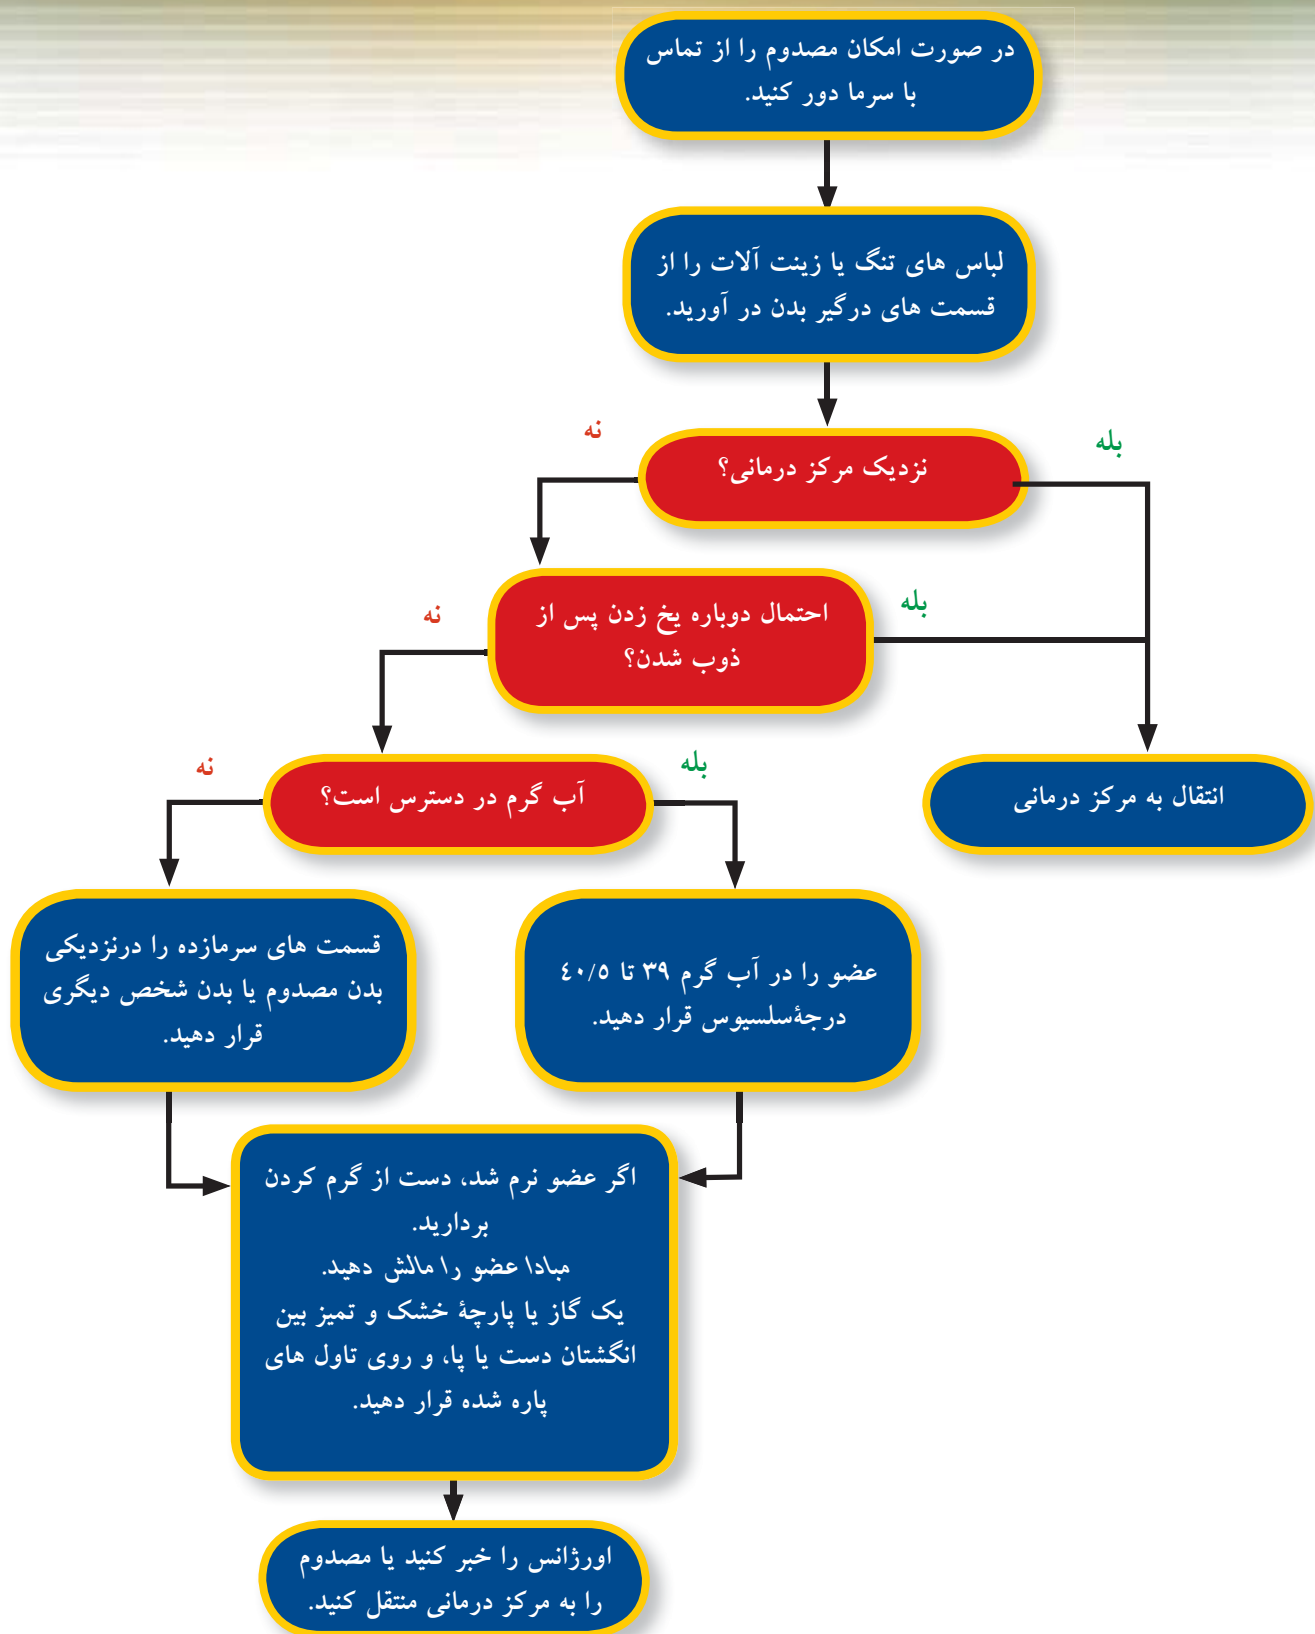 در صورت امکان مصدوم را از تماس
با سرما دور کنید.
لباس های تنگ یا زینت آلات را از
قسمت های درگیر بدن در آورید.
نه
بله
نزدیک مرکز درمانی؟
بله
نه
احتمال دوباره یخ زدن پس از
ذوب شدن؟
بله
نه
آب گرم در دسترس است؟
انتقال به مرکز درمانی
عضو را در آب گرم ۳۹ تا ۴۰/۵
درجهٔسلسیوس قرار دهید.
قسمت های سرمازده را درنزدیکی
بدن مصدوم یا بدن شخص دیگری
قرار دهید.
اگر عضو نرم شد، دست از گرم کردن
بردارید.
مبادا عضو را مالش دهید.
یک گاز یا پارچهٔ خشک و تمیز بین
انگشتان دست یا پا، و روی تاول های
پاره شده قرار دهید.
اورژانس را خبر کنید یا مصدوم
را به مرکز درمانی منتقل کنید.